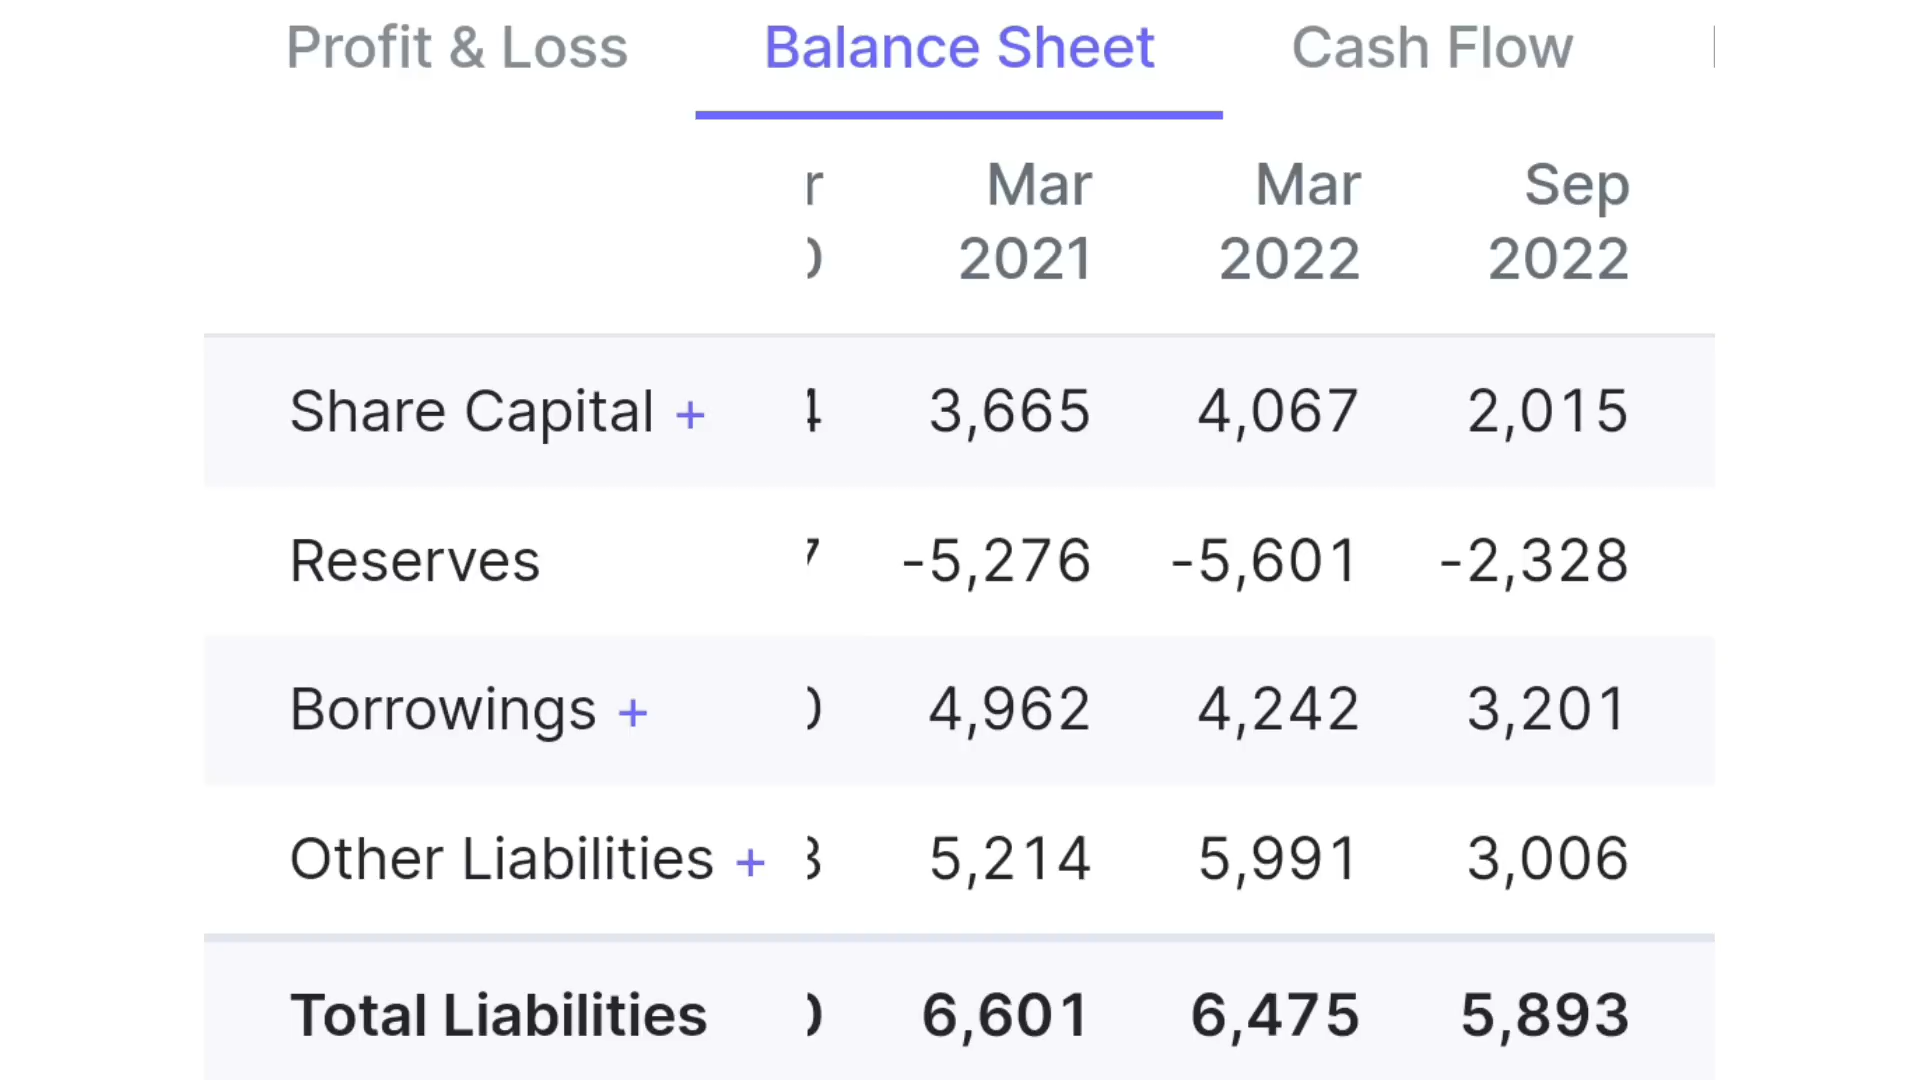 Profit & Loss Balance Sheet Cash Flow
Mar Mar Sep
2021 2022 2022
Share Capital + 3,665 4,067 2,015
Reserves -5,276 -5,601 -2,328
Borrowings + 4,962 4,242 3,201
Other Liabilities + 5,214 5,991 3,006
Total Liabilities 6,601 6,475 5,893